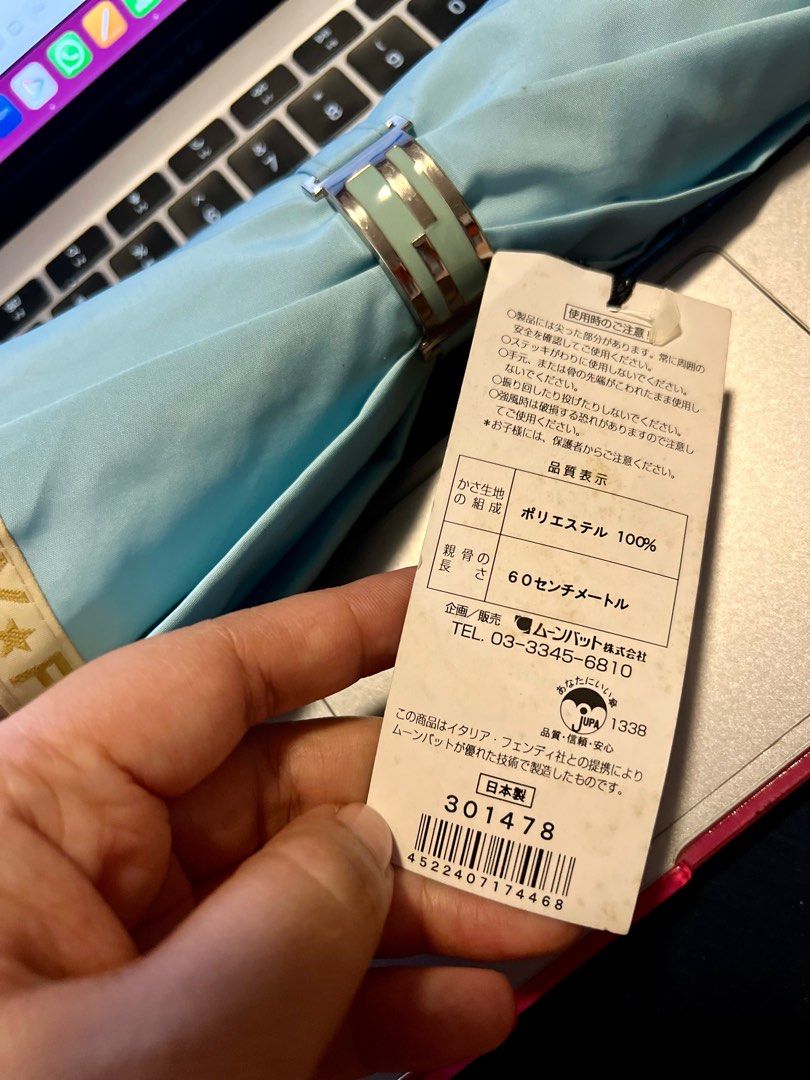 使用時のご注意!
○製品には尖った部分があります。常に周囲の
安全を確認してご使用ください。
○ステッキがわりに使用しないでください。
○手元、または骨の先端がこわれたまま使用し
ないでください。
○振り回したり投げたりしないでください。
○強風時は破損する恐れがありますので注意し
てご使用ください。
*お子様には、保護者からご注意ください。
品質表示
かさ生地
の組成
ポリエステル 100%
親骨の
長さ
60センチメートル
企画/販売 ムーンバット株式会社
TEL. 03-3345-6810
あなたにいい傘
JUPA
1338
品質・信頼・安心
この商品はイタリア・フェンディ社との提携により
ムーンバットが優れた技術で製造したものです。
日本製
301478
4522407174468